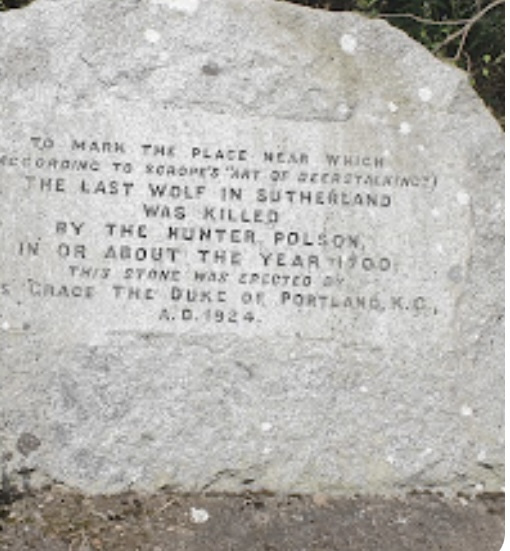 TO MARK THE PLACE NEAR WHICH
ACCORDING TO SCROPE'S "ART OF DEERSTALKING")
THE LAST WOLF IN SUTHERLAND
WAS KILLED
BY THE HUNTER POLSON,
IN OR ABOUT THE YEAR 1700.
THIS STONE WAS ERECTED BY
S GRACE THE DUKE OF PORTLAND, K.G.,
A.D. 1924.